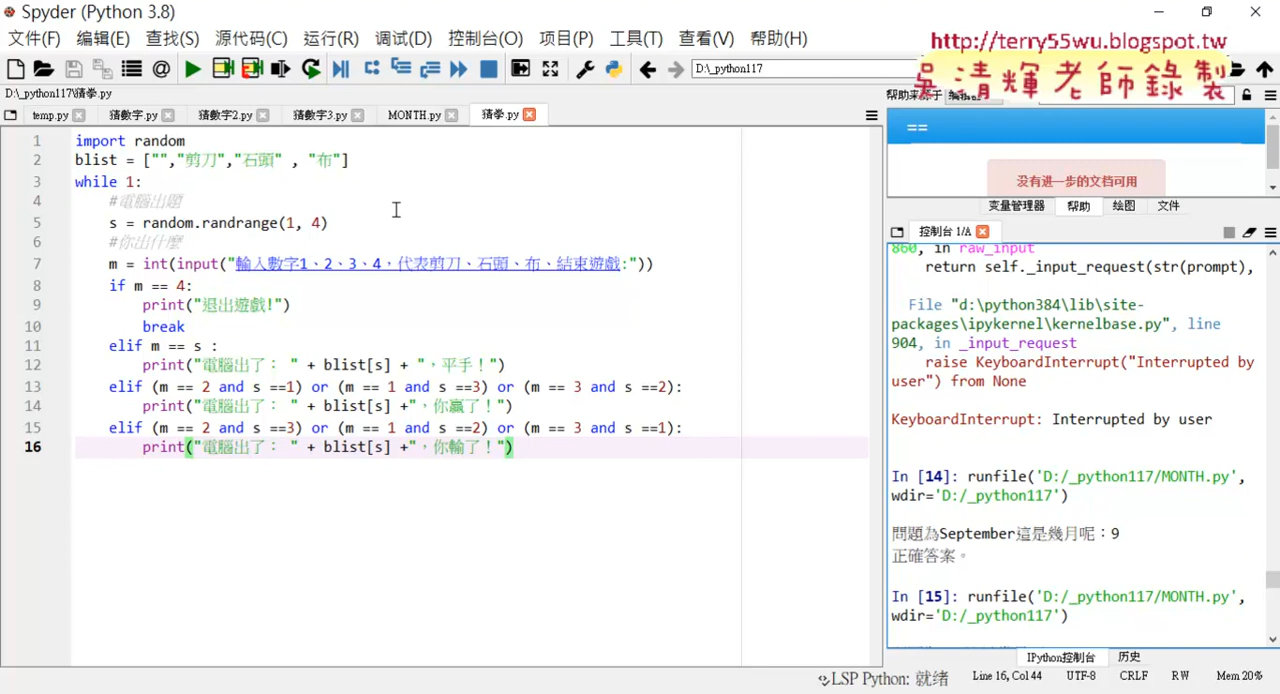 Spyder (Python 3.8)
文件(F) 编辑(E) 查找(S) 源代码(C) 运行(R) 调试(D) 控制台(O) 项目(P) 工具(T) 查看(V) 帮助(H)
http://terry55wu.blogspot.tw
吳清輝老師錄製
D:\_python117
D:\_python117\猜拳.py
帮助来源于
temp.py 猜數字.py 猜數字2.py 猜數字3.py MONTH.py 猜拳.py
1 import random
2 blist = ["","剪刀","石頭" , "布"]
3 while 1:
4 #電腦出題
5 s = random.randrange(1, 4)
6 #你出什麼
7 m = int(input("輸入數字1、2、3、4，代表剪刀、石頭、布、結束遊戲:"))
8 if m == 4:
9 print("退出遊戲!")
10 break
11 elif m == s :
12 print("電腦出了： " + blist[s] + "，平手！")
13 elif (m == 2 and s ==1) or (m == 1 and s ==3) or (m == 3 and s ==2):
14 print("電腦出了： " + blist[s] +"，你贏了！")
15 elif (m == 2 and s ==3) or (m == 1 and s ==2) or (m == 3 and s ==1):
16 print("電腦出了： " + blist[s] +"，你輸了！")
==
没有进一步的文档可用
变量管理器 帮助 绘图 文件
控制台 1/A
860, in raw_input
return self._input_request(str(prompt),
File "d:\python384\lib\site-
packages\ipykernel\kernelbase.py", line
904, in _input_request
raise KeyboardInterrupt("Interrupted by
user") from None
KeyboardInterrupt: Interrupted by user
In [14]: runfile('D:/_python117/MONTH.py',
wdir='D:/_python117')
問題為September這是幾月呢：9
正確答案。
In [15]: runfile('D:/_python117/MONTH.py',
wdir='D:/_python117')
IPython控制台 历史
LSP Python: 就绪 Line 16, Col 44 UTF-8 CRLF RW Mem 20%